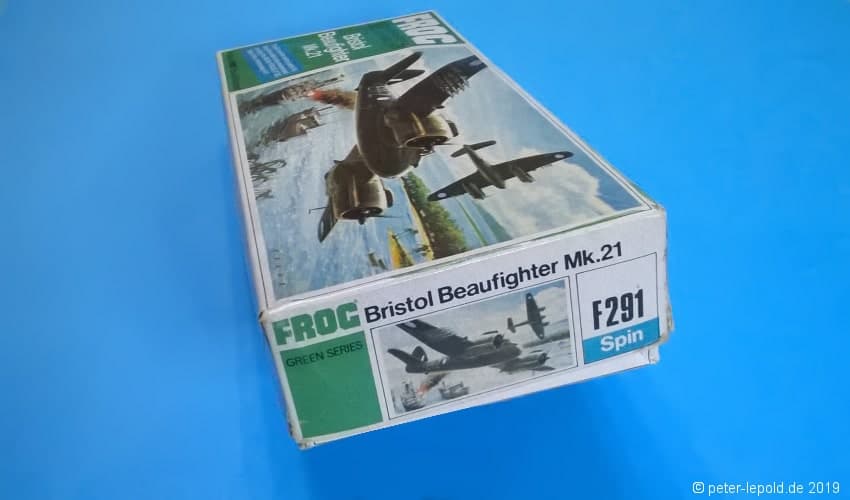 FROG
Bristol
Beaufighter
Mk.21
FROG
GREEN SERIES
Bristol Beaufighter Mk.21
F291
Spin
© peter-lepold.de 2019